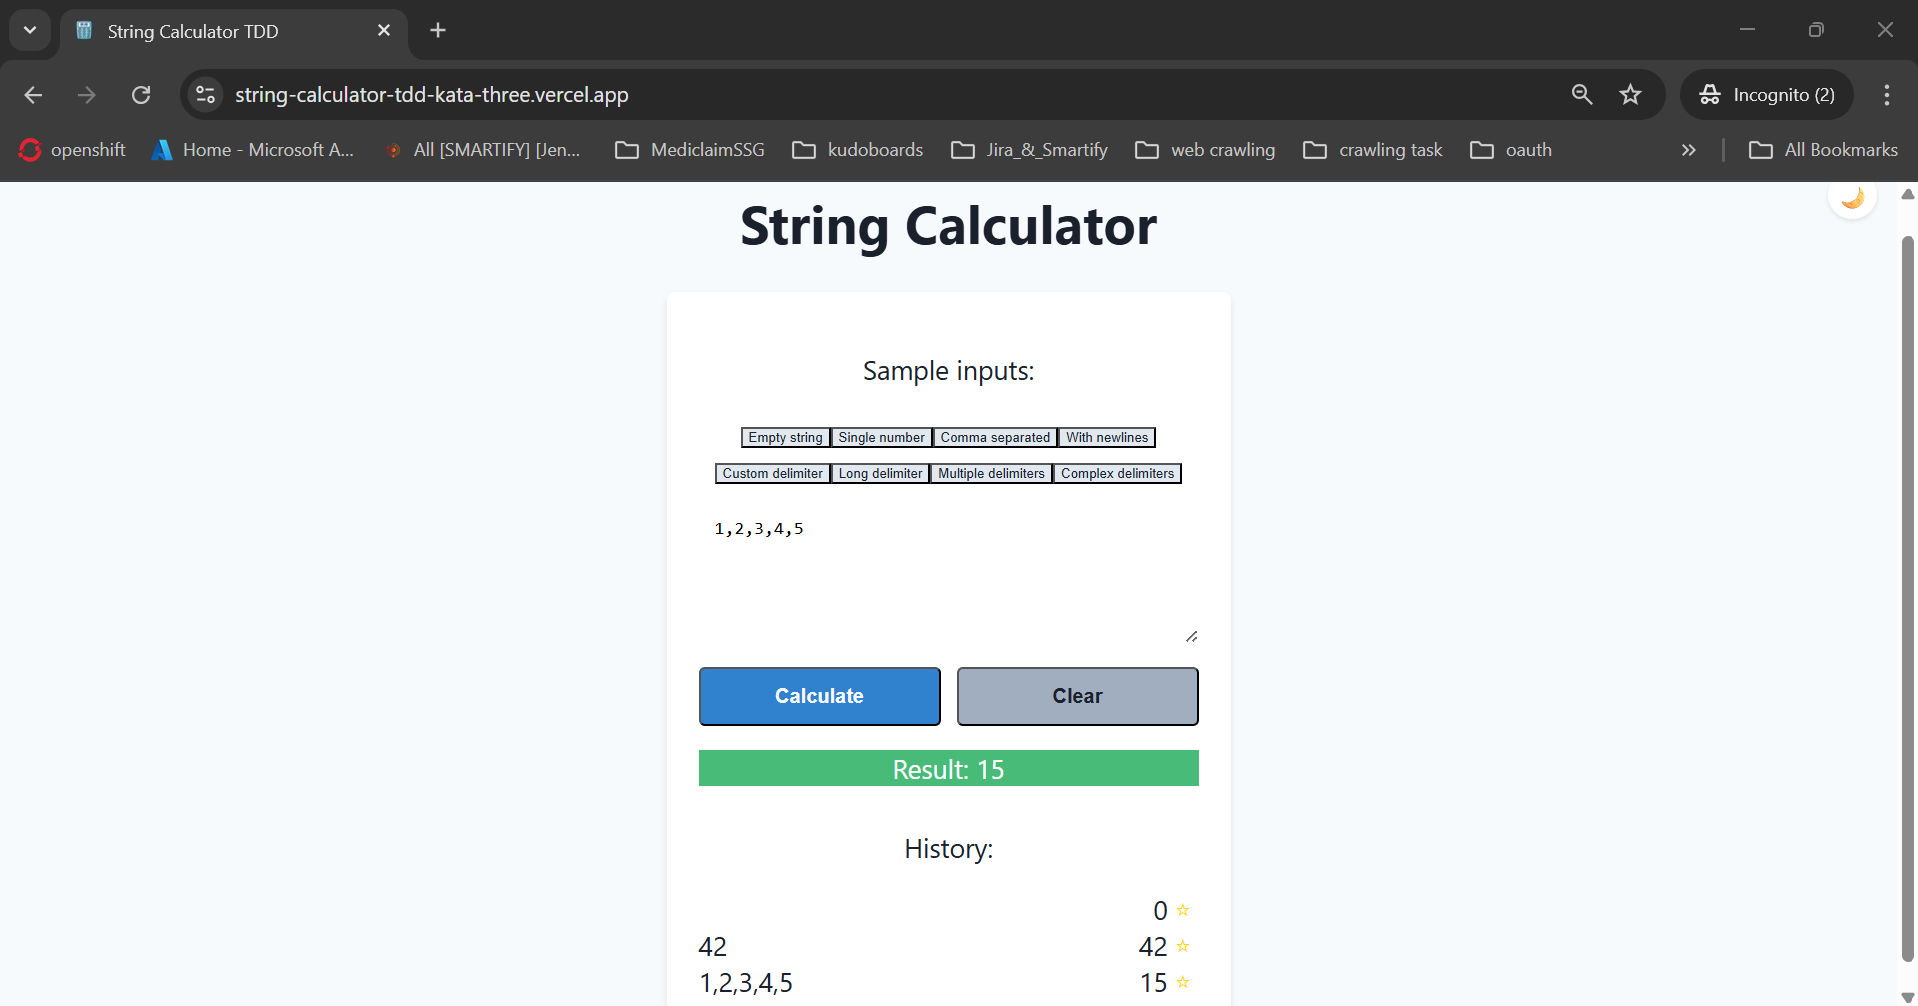 String Calculator TDD
string-calculator-tdd-kata-three.vercel.app
Incognito (2)
openshift
Home - Microsoft A...
All [SMARTIFY] [Jen...
MediclaimSSG
kudoboards
Jira_&_Smartify
web crawling
crawling task
oauth
All Bookmarks
String Calculator
Sample inputs:
Empty string Single number Comma separated With newlines
Custom delimiter Long delimiter Multiple delimiters Complex delimiters
1,2,3,4,5
Calculate
Clear
Result: 15
History:
0
42 42
1,2,3,4,5 15